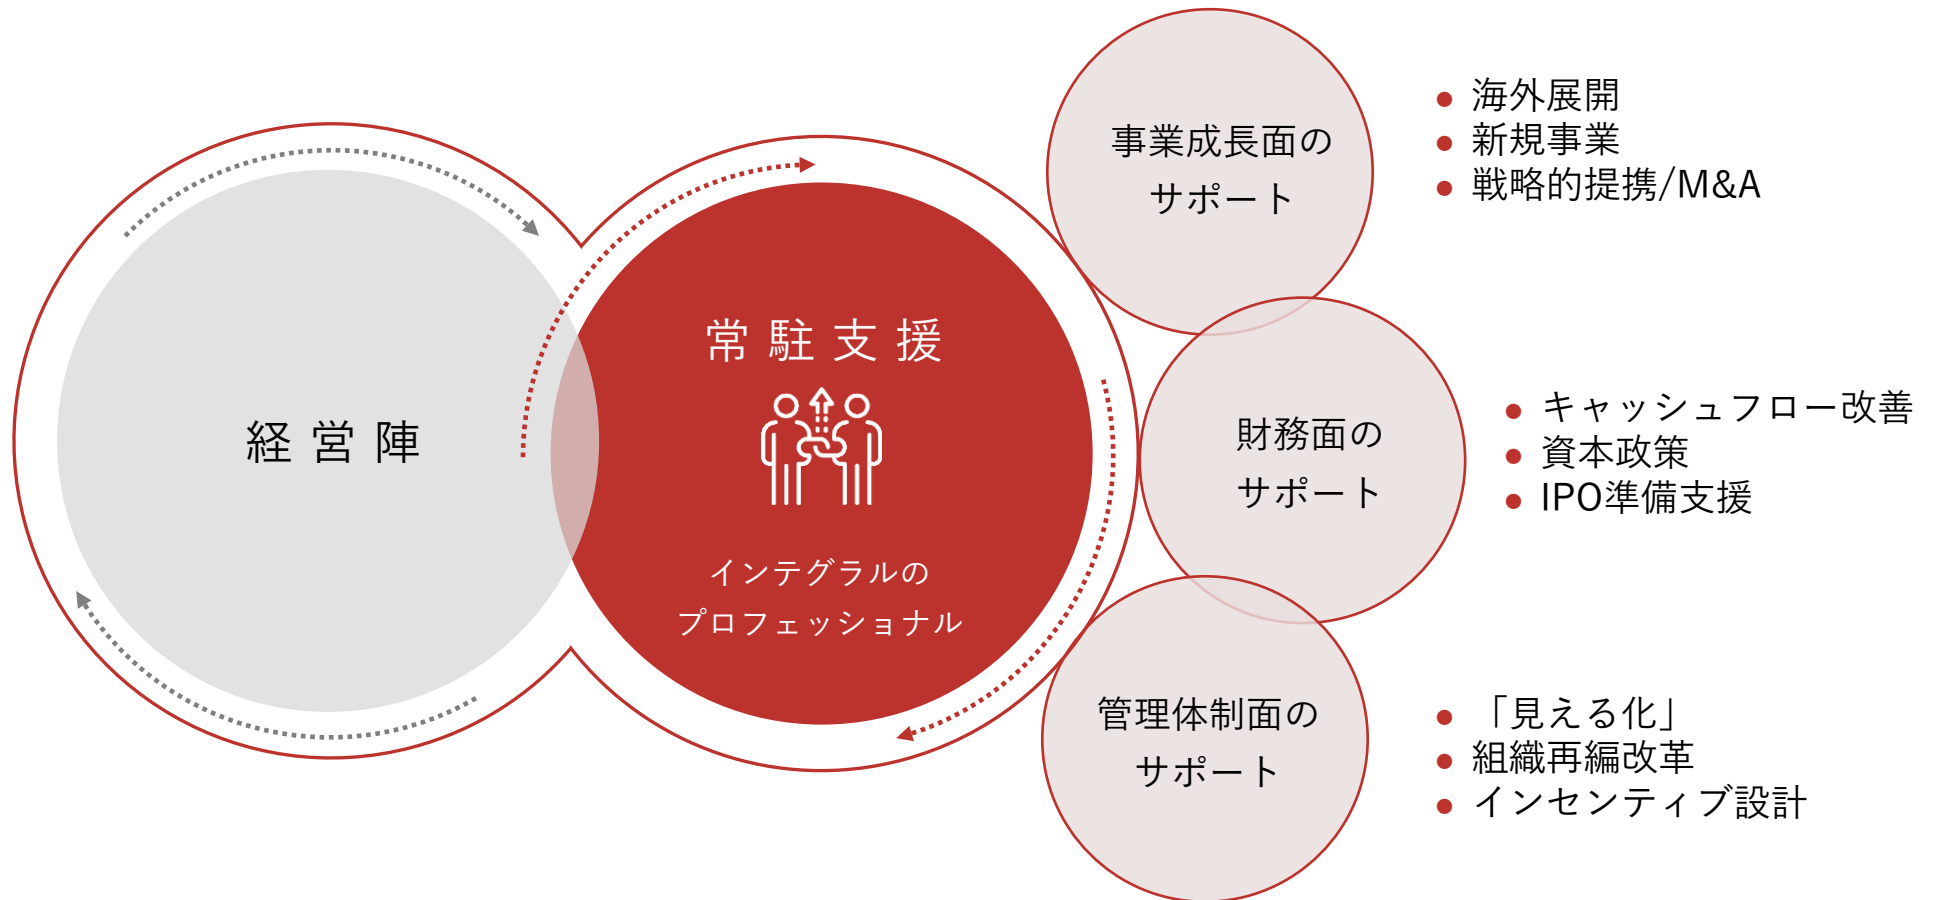 経営陣
常駐支援
インテグラルの
プロフェッショナル
事業成長面の
サポート
● 海外展開
● 新規事業
● 戦略的提携/M&A
財務面の
サポート
● キャッシュフロー改善
● 資本政策
● IPO準備支援
管理体制面の
サポート
● 「見える化」
● 組織再編改革
● インセンティブ設計